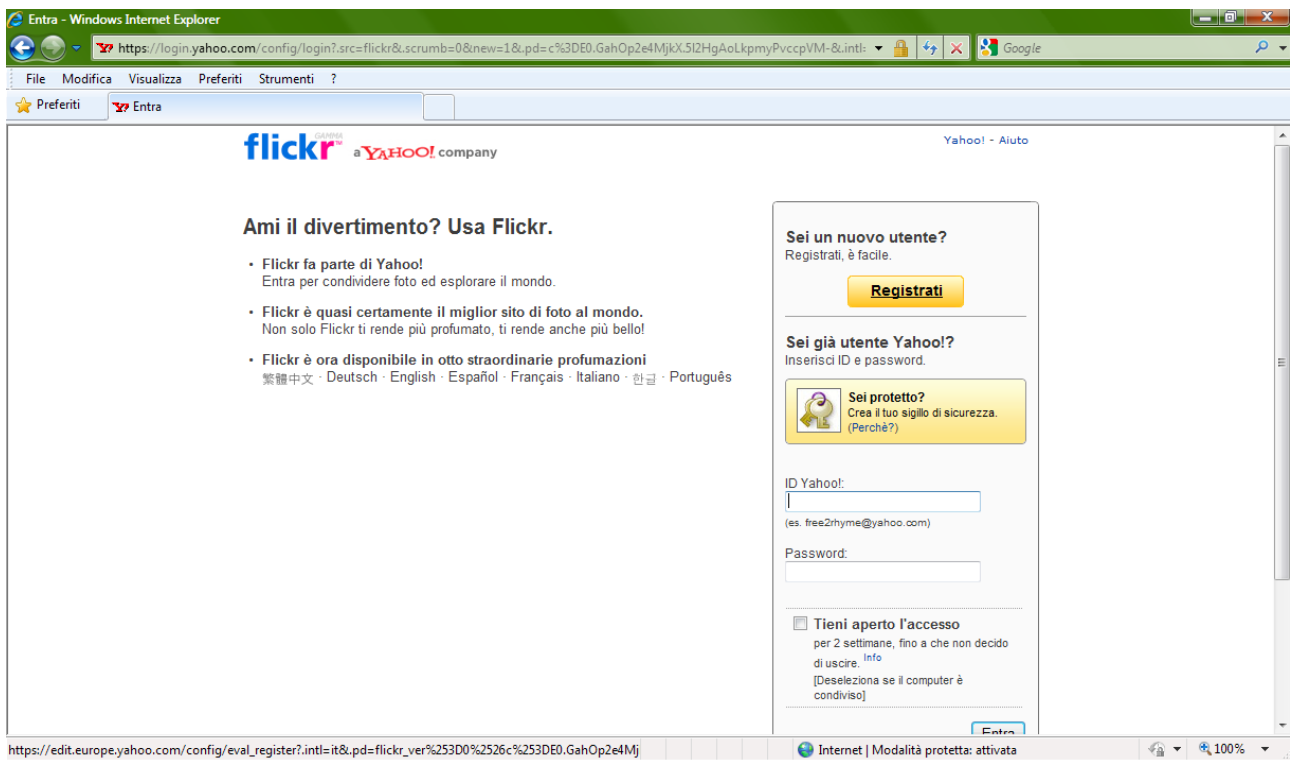 Entra - Windows Internet Explorer
https://login.yahoo.com/config/login?.src=flickr&.scrumb=0&new=1&.pd=c%3DE0.GahOp2e4MjkX.5I2HgAoLkpmyPvccpVM-&.intl: Google
File Modifica Visualizza Preferiti Strumenti ?
Preferiti Entra
flickr GAMMA ™ a YAHOO! company
Yahoo! - Aiuto
Ami il divertimento? Usa Flickr.
• Flickr fa parte di Yahoo!
Entra per condividere foto ed esplorare il mondo.
• Flickr è quasi certamente il miglior sito di foto al mondo.
Non solo Flickr ti rende più profumato, ti rende anche più bello!
• Flickr è ora disponibile in otto straordinarie profumazioni
繁體中文 · Deutsch · English · Español · Français · Italiano · 한글 · Português
Sei un nuovo utente?
Registrati, è facile.
Registrati
Sei già utente Yahoo!?
Inserisci ID e password.
Sei protetto?
Crea il tuo sigillo di sicurezza.
(Perchè?)
ID Yahoo!:
(es. free2rhyme@yahoo.com)
Password:
Tieni aperto l'accesso
per 2 settimane, fino a che non decido
di uscire. Info
[Deseleziona se il computer è
condiviso]
Entra
https://edit.europe.yahoo.com/config/eval_register?.intl=it&.pd=flickr_ver%253D0%2526c%253DE0.GahOp2e4Mj
Internet | Modalità protetta: attivata
100%